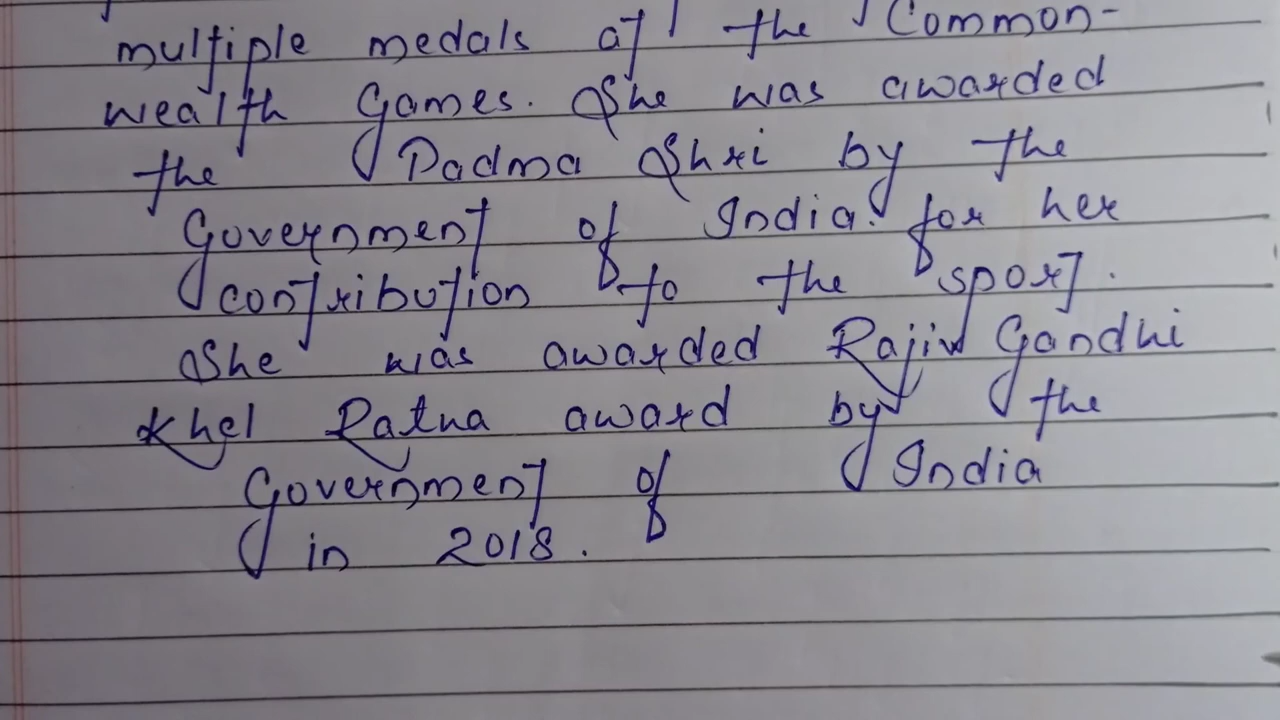 multiple medals at the Common-
wealth Games. She was awarded
the Padma Shri by the
Government of India. for her
contribution to the sport.
She was awarded Rajiv Gandhi
Khel Ratna award by the
Government of India
in 2018.